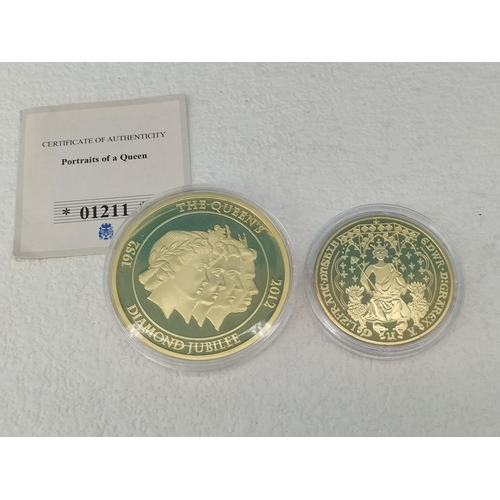 CERTIFICATE OF AUTHENTICITY
Portraits of a Queen
* 01211 *
1952 THE QUEEN'S 2012
DIAMOND JUBILEE